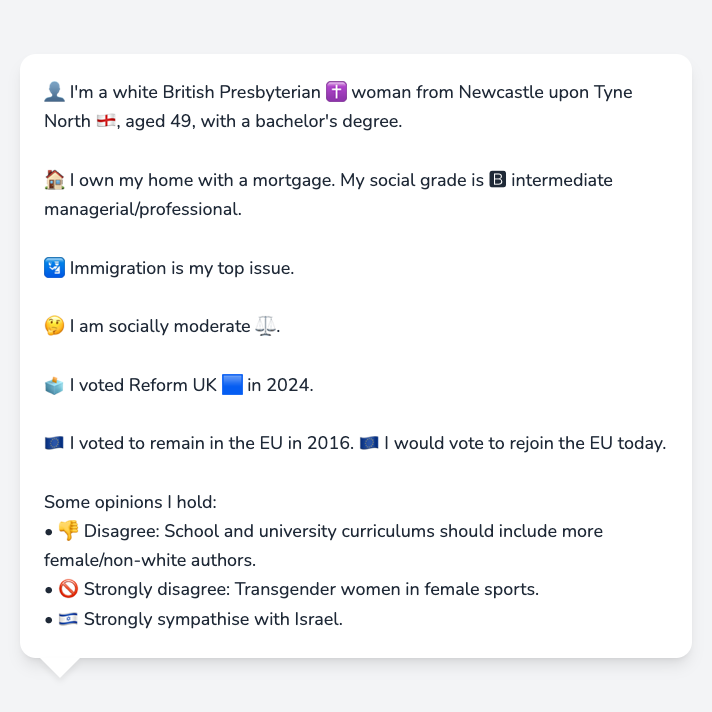 👤 I'm a white British Presbyterian ✝️ woman from Newcastle upon Tyne
North 🏴󠁧󠁢󠁥󠁮󠁧󠁿, aged 49, with a bachelor's degree.
🏠 I own my home with a mortgage. My social grade is 🅱 intermediate
managerial/professional.
🛂 Immigration is my top issue.
🤔 I am socially moderate ⚖️.
🗳️ I voted Reform UK 🟦 in 2024.
🇪🇺 I voted to remain in the EU in 2016. 🇪🇺 I would vote to rejoin the EU today.
Some opinions I hold:
• 👎 Disagree: School and university curriculums should include more
female/non-white authors.
• 🚫 Strongly disagree: Transgender women in female sports.
• 🇮🇱 Strongly sympathise with Israel.